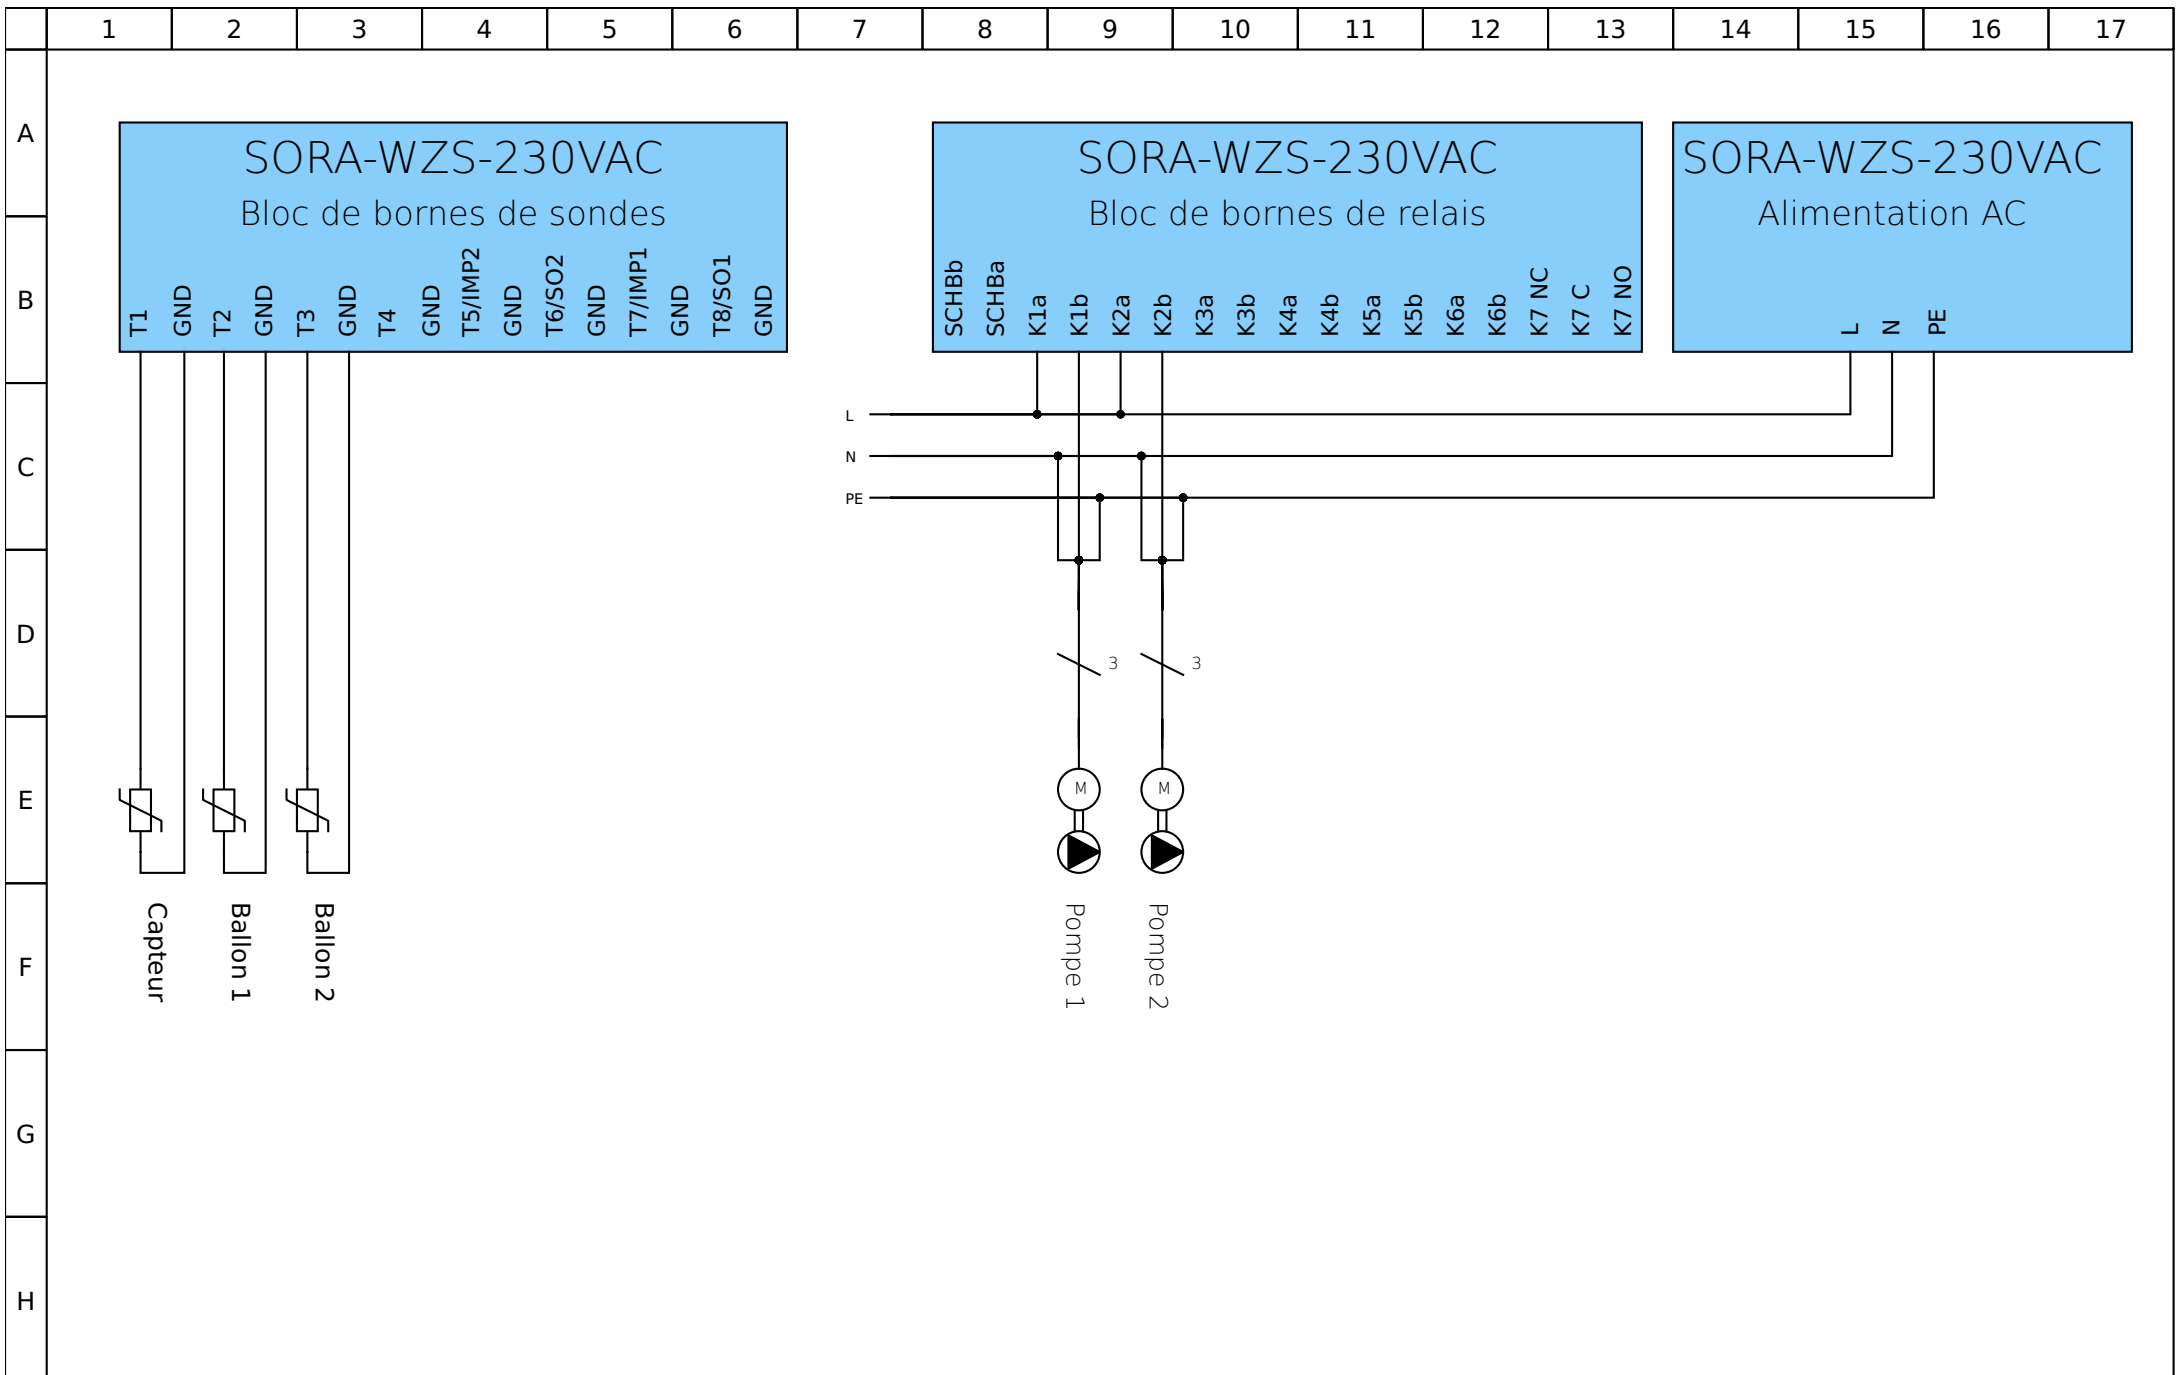 1 2 3 4 5 6 7 8 9 10 11 12 13 14 15 16 17
A
SORA-WZS-230VAC
Bloc de bornes de sondes
T1 GND T2 GND T3 GND T4 GND T5/IMP2 GND T6/SO2 GND T7/IMP1 GND T8/SO1 GND
SORA-WZS-230VAC
Bloc de bornes de relais
SCHBb SCHBa K1a K1b K2a K2b K3a K3b K4a K4b K5a K5b K6a K6b K7 NC K7 C K7 NO
SORA-WZS-230VAC
Alimentation AC
L N PE
B
L
C
N
PE
D
3 3
E
M M
F
Capteur
Ballon 1
Ballon 2
Pompe 1
Pompe 2
G
H